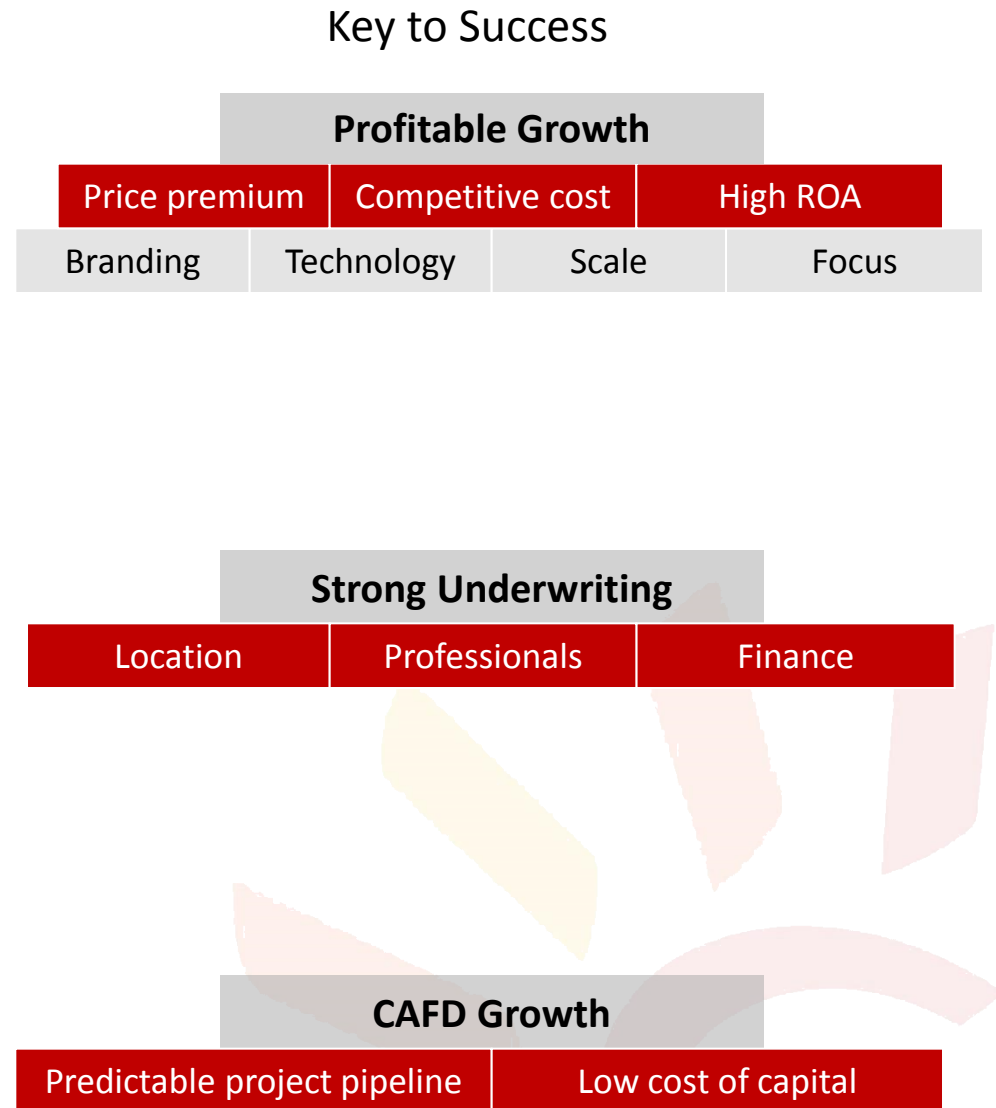 Key to Success
Profitable Growth
Price premium Competitive cost High ROA
Branding Technology Scale Focus
Strong Underwriting
Location Professionals Finance
CAFD Growth
Predictable project pipeline Low cost of capital